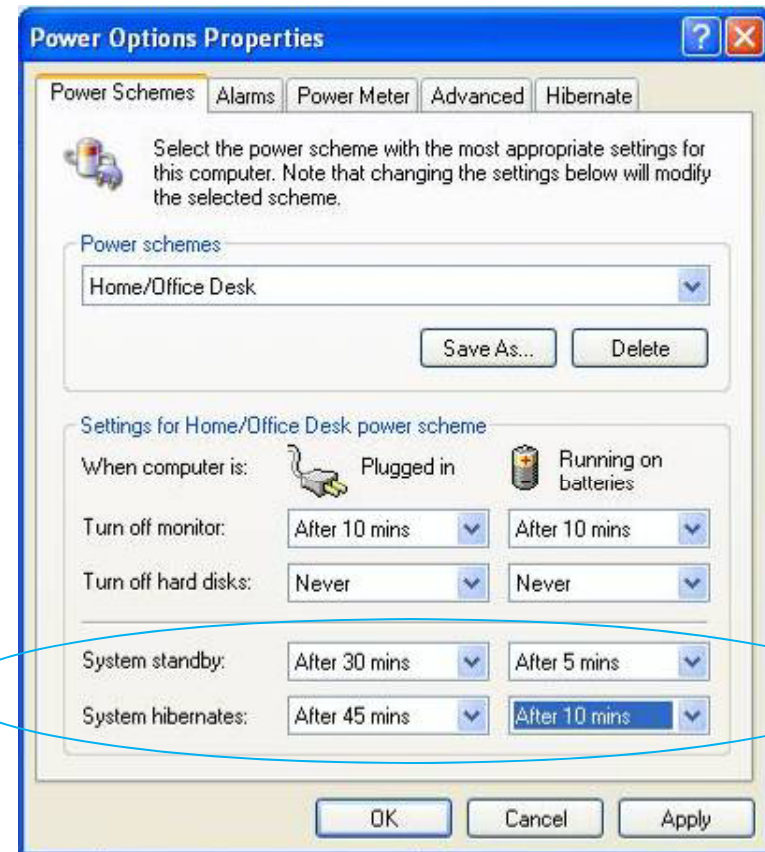 Power Options Properties
Power Schemes Alarms Power Meter Advanced Hibernate
Select the power scheme with the most appropriate settings for
this computer. Note that changing the settings below will modify
the selected scheme.
Power schemes
Home/Office Desk
Save As... Delete
Settings for Home/Office Desk power scheme
When computer is: Plugged in Running on
batteries
Turn off monitor: After 10 mins After 10 mins
Turn off hard disks: Never Never
System standby: After 30 mins After 5 mins
System hibernates: After 45 mins After 10 mins
OK Cancel Apply